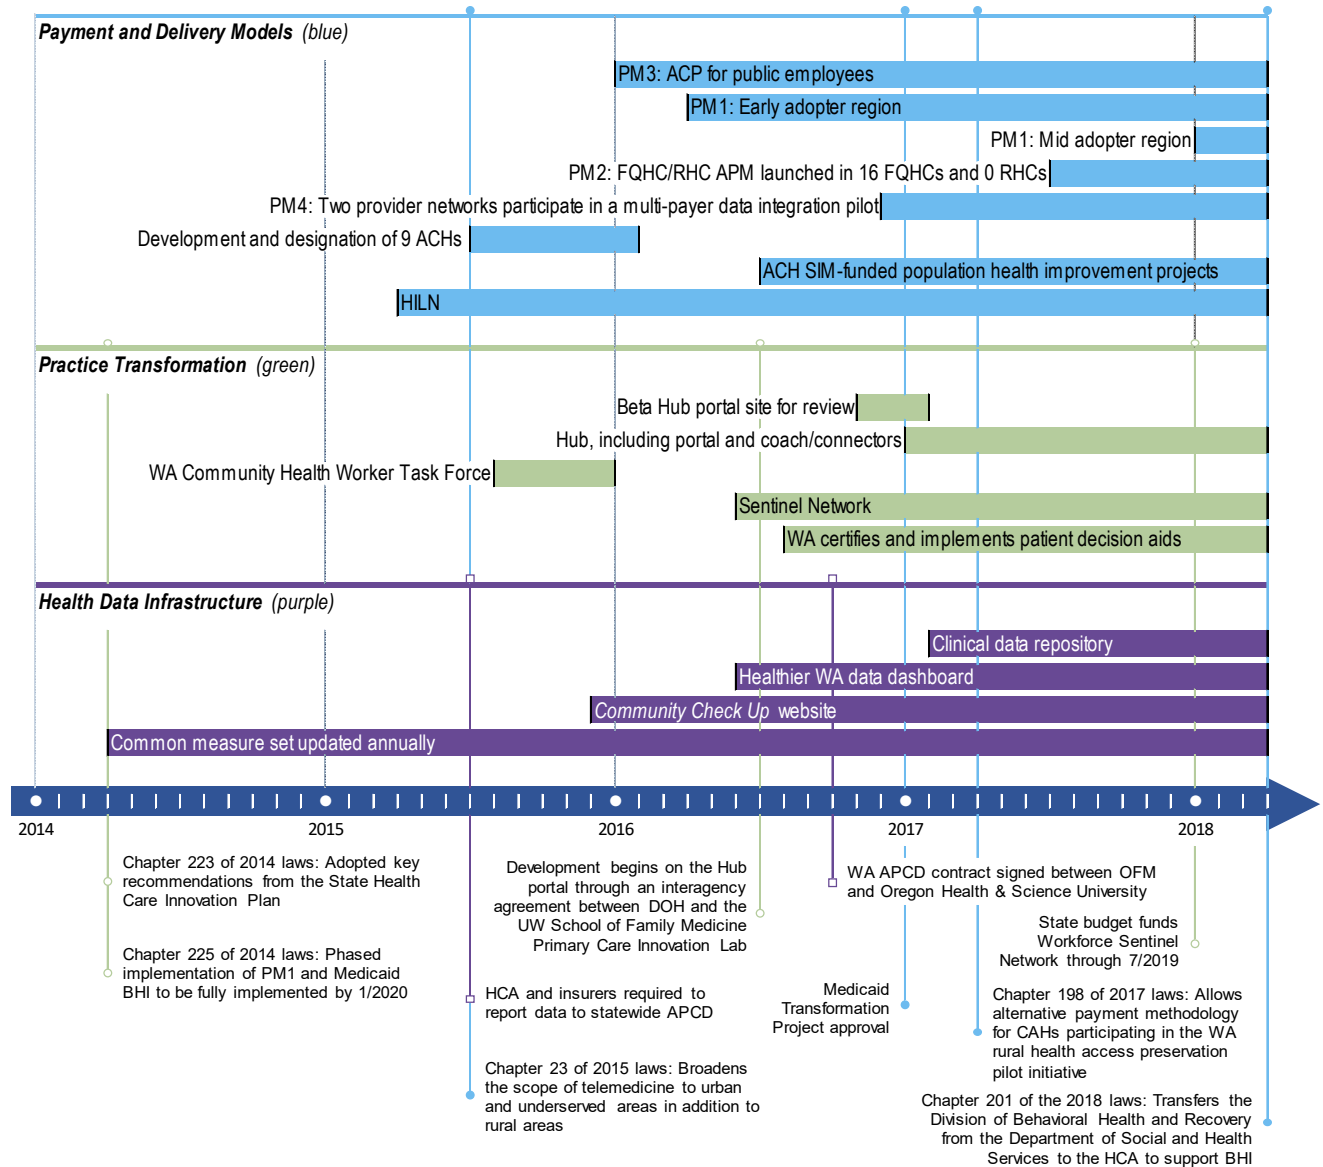 Payment and Delivery Models (blue)
PM3: ACP for public employees
PM1: Early adopter region
PM1: Mid adopter region
PM2: FQHC/RHC APM launched in 16 FQHCs and 0 RHCs
PM4: Two provider networks participate in a multi-payer data integration pilot
Development and designation of 9 ACHs
ACH SIM-funded population health improvement projects
HILN
Practice Transformation (green)
Beta Hub portal site for review
Hub, including portal and coach/connectors
WA Community Health Worker Task Force
Sentinel Network
WA certifies and implements patient decision aids
Health Data Infrastructure (purple)
Clinical data repository
Healthier WA data dashboard
Community Check Up website
Common measure set updated annually
2014
2015
2016
2017
2018
Chapter 223 of 2014 laws: Adopted key
recommendations from the State Health
Care Innovation Plan
Chapter 225 of 2014 laws: Phased
implementation of PM1 and Medicaid
BHI to be fully implemented by 1/2020
Development begins on the Hub
portal through an interagency
agreement between DOH and the
UW School of Family Medicine
Primary Care Innovation Lab
HCA and insurers required to
report data to statewide APCD
Chapter 23 of 2015 laws: Broadens
the scope of telemedicine to urban
and underserved areas in addition to
rural areas
WA APCD contract signed between OFM
and Oregon Health & Science University
State budget funds
Workforce Sentinel
Network through 7/2019
Medicaid
Transformation
Project approval
Chapter 198 of 2017 laws: Allows
alternative payment methodology
for CAHs participating in the WA
rural health access preservation
pilot initiative
Chapter 201 of the 2018 laws: Transfers the
Division of Behavioral Health and Recovery
from the Department of Social and Health
Services to the HCA to support BHI